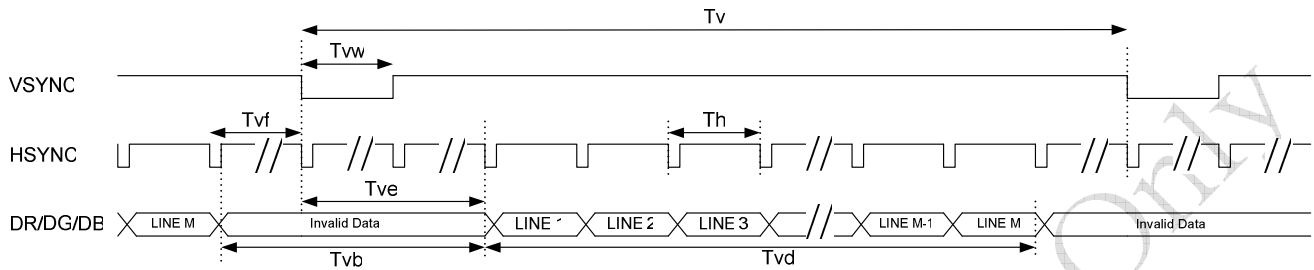 Tv
Tvw
VSYNC
Tvf
Th
HSYNC
Tve
DR/DG/DB
LINE M
Invalid Data
LINE 1
LINE 2
LINE 3
LINE M-1
LINE M
Invalid Data
Tvb
Tvd
Only